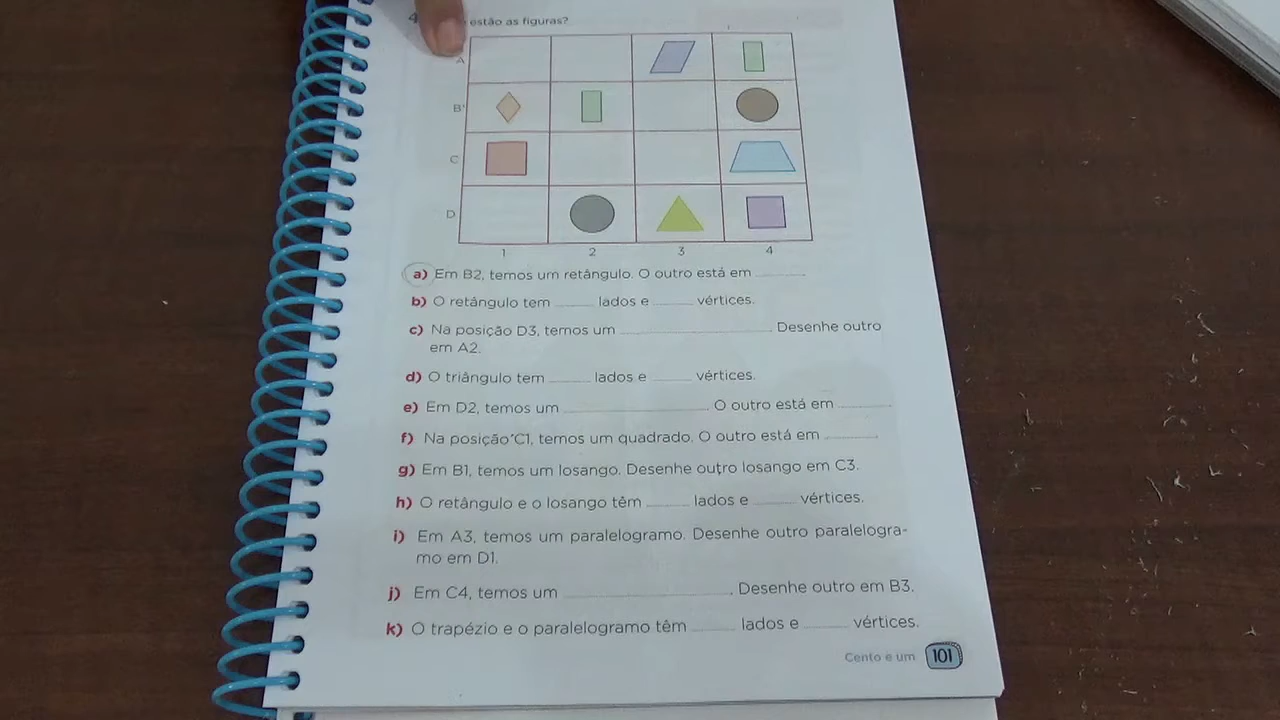 4
estão as figuras?
A
B
C
D
1 2 3 4
a) Em B2, temos um retângulo. O outro está em
b) O retângulo tem lados e vértices.
c) Na posição D3, temos um . Desenhe outro
em A2.
d) O triângulo tem lados e vértices.
e) Em D2, temos um . O outro está em
f) Na posição C1, temos um quadrado. O outro está em
g) Em B1, temos um losango. Desenhe outro losango em C3.
h) O retângulo e o losango têm lados e vértices.
i) Em A3, temos um paralelogramo. Desenhe outro paralelogra-
mo em D1.
j) Em C4, temos um . Desenhe outro em B3.
k) O trapézio e o paralelogramo têm lados e vértices.
Cento e um 101